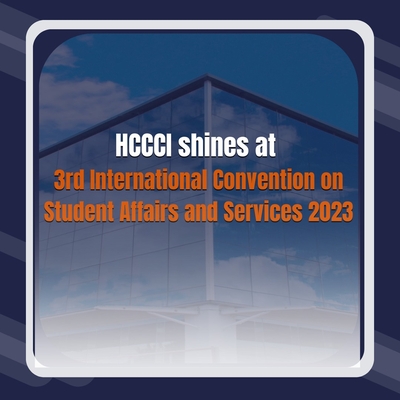 HCCCI shines at
3rd International Convention on
Student Affairs and Services 2023